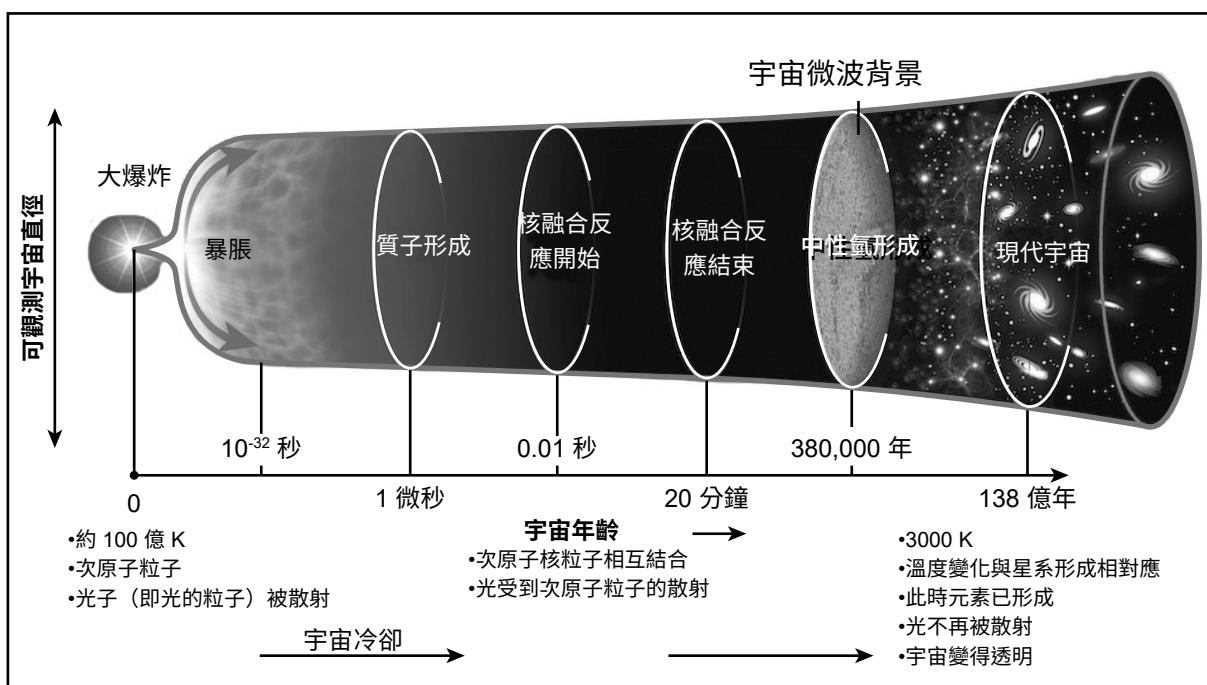 宇宙微波背景
大爆炸
可觀測宇宙直徑
暴脹
質子形成
核融合反
應開始
核融合反
應結束
中性氫形成
現代宇宙
10-32 秒
0.01 秒
380,000 年
0
1 微秒
20 分鐘
138 億年
宇宙年齡
•約 100 億 K
•次原子粒子
•光子（即光的粒子）被散射
•次原子核粒子相互結合
•光受到次原子粒子的散射
•3000 K
•溫度變化與星系形成相對應
•此時元素已形成
•光不再被散射
•宇宙變得透明
宇宙冷卻